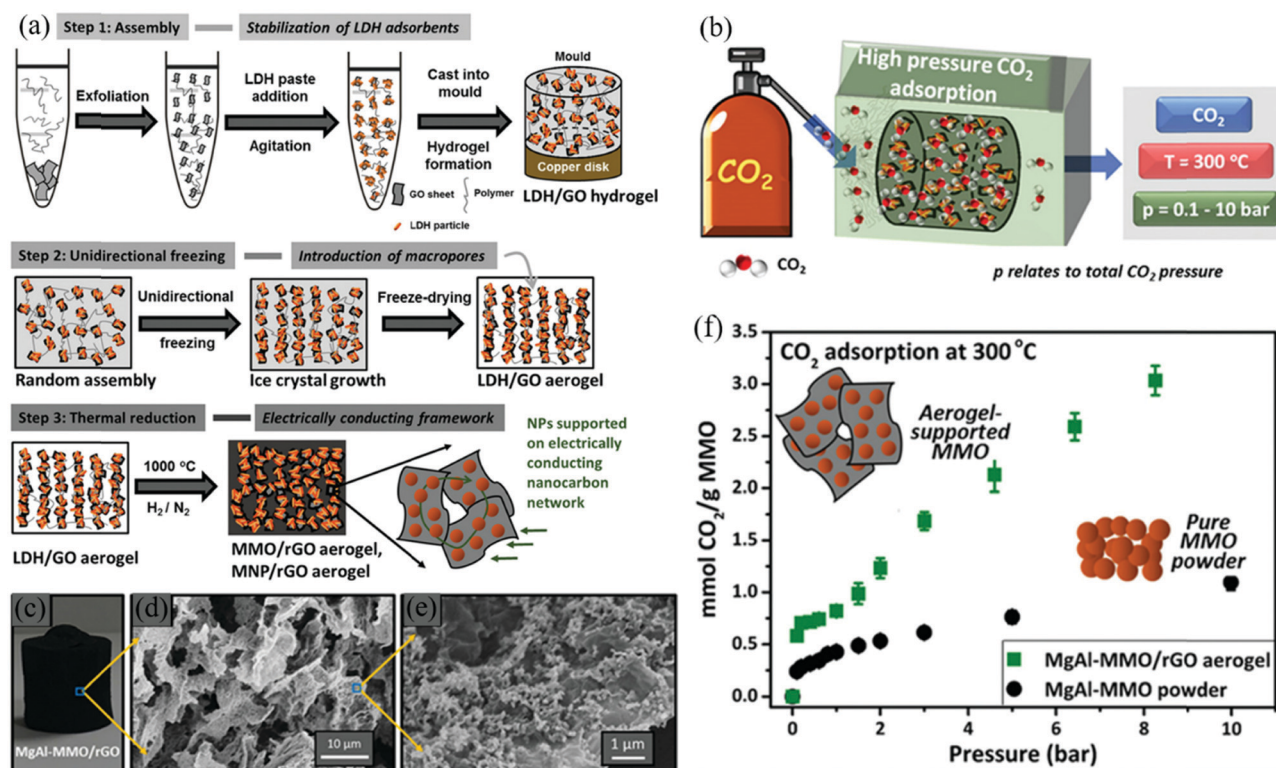 (a)
Step 1: Assembly
Stabilization of LDH adsorbents
Exfoliation
LDH paste
addition
Agitation
Cast into
mould
Hydrogel
formation
Mould
Copper disk
LDH/GO hydrogel
GO sheet
Polymer
LDH particle
Step 2: Unidirectional freezing
Introduction of macropores
Unidirectional
freezing
Freeze-drying
Random assembly
Ice crystal growth
LDH/GO aerogel
Step 3: Thermal reduction
Electrically conducting framework
1000 °C
H2 / N2
LDH/GO aerogel
MMO/rGO aerogel,
MNP/rGO aerogel
NPs supported
on electrically
conducting
nanocarbon
network
(b)
High pressure CO2
adsorption
CO2
CO2
CO2
T = 300 °C
p = 0.1 - 10 bar
p relates to total CO2 pressure
(c)
MgAl-MMO/rGO
(d)
10 µm
(e)
1 µm
(f)
CO2 adsorption at 300 °C
Aerogel-
supported
MMO
Pure
MMO
powder
mmol CO2/g MMO
3.5
3.0
2.5
2.0
1.5
1.0
0.5
0.0
MgAl-MMO/rGO aerogel
MgAl-MMO powder
0 2 4 6 8 10
Pressure (bar)